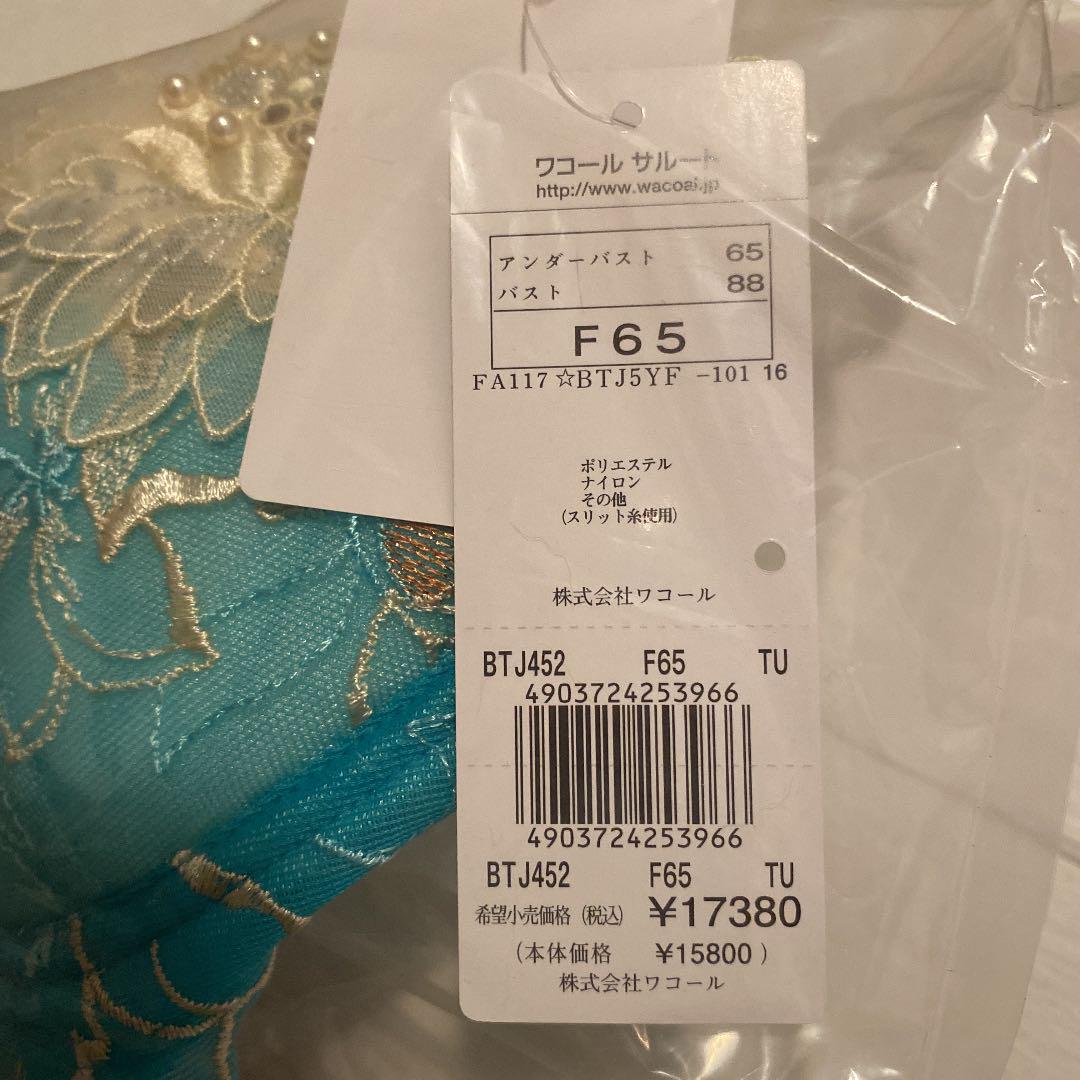 ワコール サルート
http://www.wacoal.jp
アンダーバスト 65
バスト 88
F65
FA117☆BTJ5YF -101 16
ポリエステル
ナイロン
その他
(スリット糸使用)
株式会社ワコール
BTJ452 F65 TU
4903724253966
4903724253966
BTJ452 F65 TU
希望小売価格 (税込) ¥17380
(本体価格 ¥15800)
株式会社ワコール